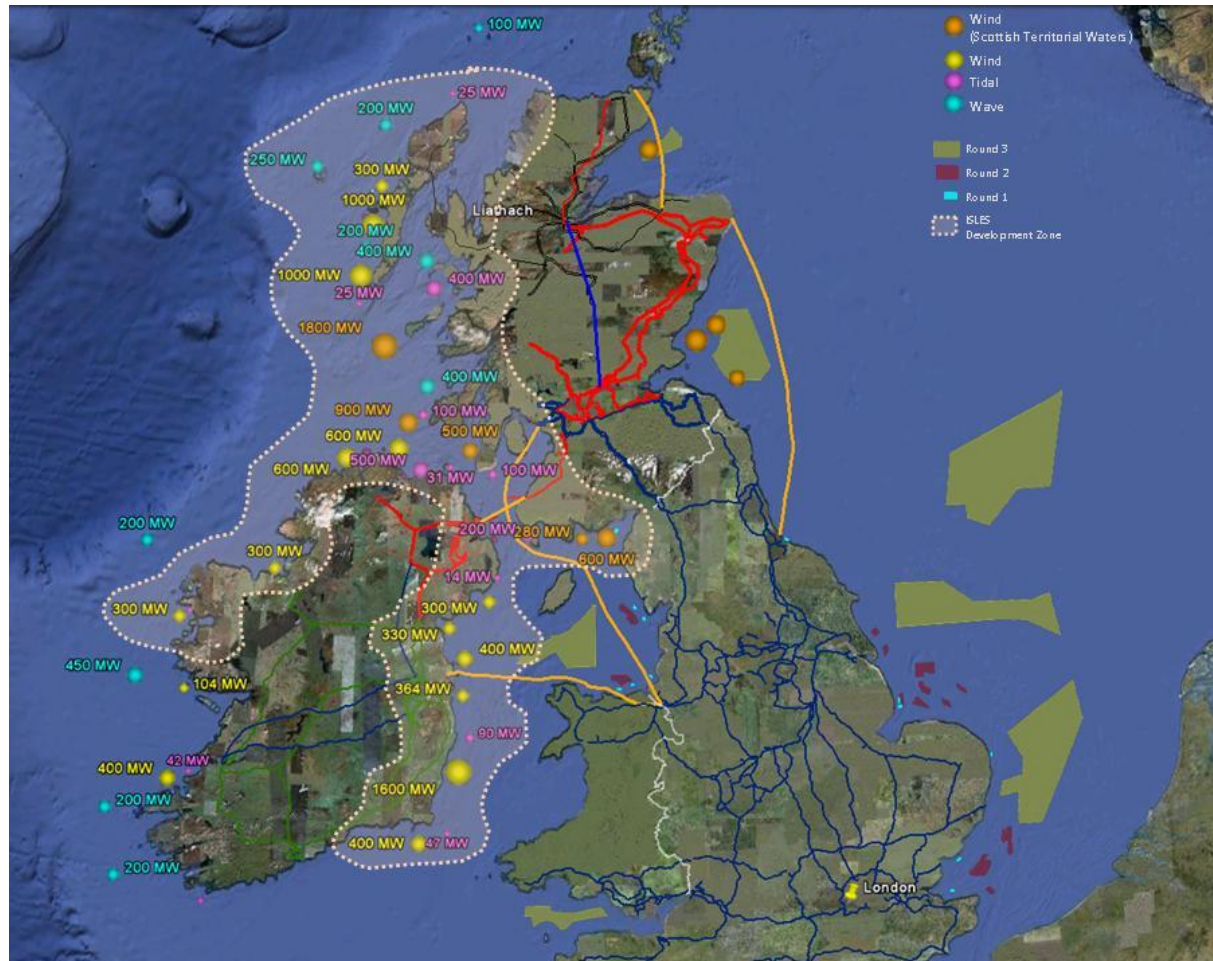 100 MW
Wind
(Scottish Territorial Waters)
Wind
Tidal
Wave
25 MW
200 MW
Round 3
250 MW
300 MW
Round 2
1000 MW
Round 1
Liathach
ISLES
Development Zone
200 MW
400 MW
1000 MW
400 MW
25 MW
1800 MW
400 MW
900 MW
100 MW
600 MW
500 MW
600 MW
500 MW
31 MW
100 MW
200 MW
200 MW
280 MW
300 MW
600 MW
14 MW
300 MW
300 MW
330 MW
400 MW
450 MW
104 MW
364 MW
90 MW
42 MW
400 MW
1600 MW
200 MW
400 MW
47 MW
200 MW
London